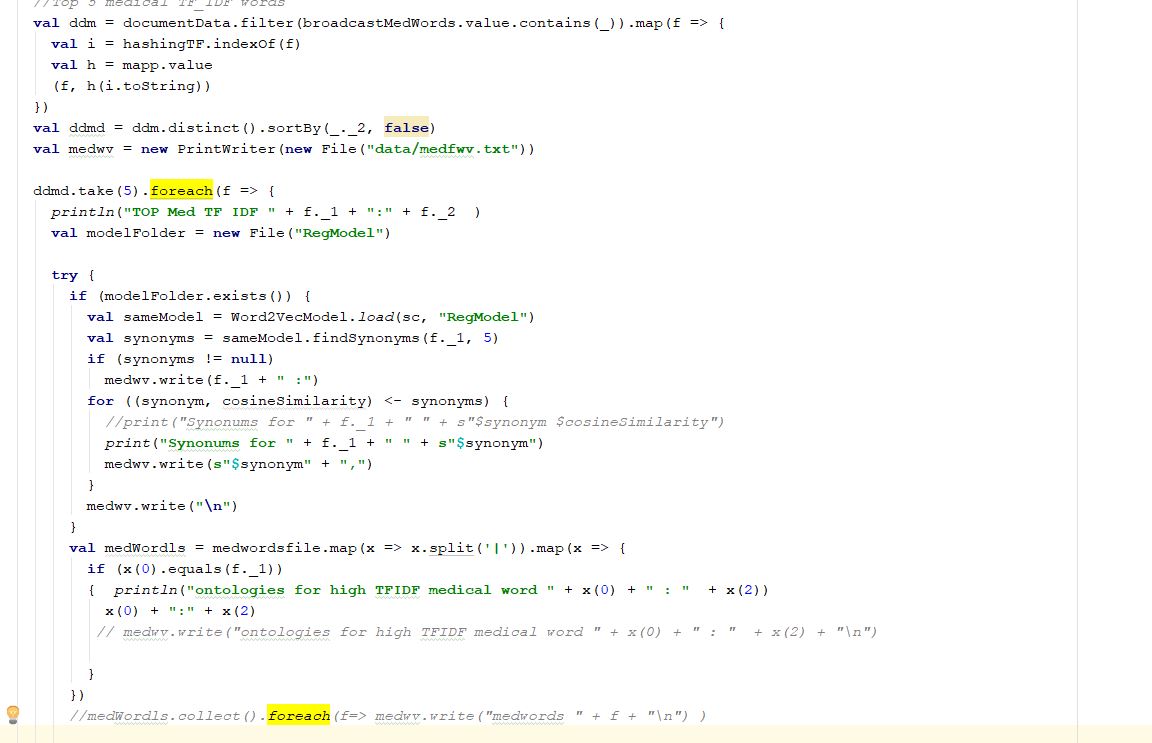 //Top 5 medical TF_IDF words
val ddm = documentData.filter(broadcastMedWords.value.contains(_)).map(f => {
val i = hashingTF.indexOf(f)
val h = mapp.value
(f, h(i.toString))
})
val ddmd = ddm.distinct().sortBy(_._2, false)
val medwv = new PrintWriter(new File("data/medfwv.txt"))
ddmd.take(5).foreach(f => {
println("TOP Med TF IDF " + f._1 + ":" + f._2  )
val modelFolder = new File("RegModel")
try {
if (modelFolder.exists()) {
val sameModel = Word2VecModel.load(sc, "RegModel")
val synonyms = sameModel.findSynonyms(f._1, 5)
if (synonyms != null)
medwv.write(f._1 + " :")
for ((synonym, cosineSimilarity) <- synonyms) {
//print("Synonums for " + f._1 + " " + s"$synonym $cosineSimilarity")
print("Synonums for " + f._1 + " " + s"$synonym")
medwv.write(s"$synonym" + ",")
}
medwv.write("\n")
}
val medWordls = medwordsfile.map(x => x.split('|')).map(x => {
if (x(0).equals(f._1))
{  println("ontologies for high TFIDF medical word " + x(0) + " : "  + x(2))
x(0) + ":" + x(2)
// medwv.write("ontologies for high TFIDF medical word " + x(0) + " : "  + x(2) + "\n")
}
})
//medWordls.collect().foreach(f=> medwv.write("medwords " + f + "\n") )